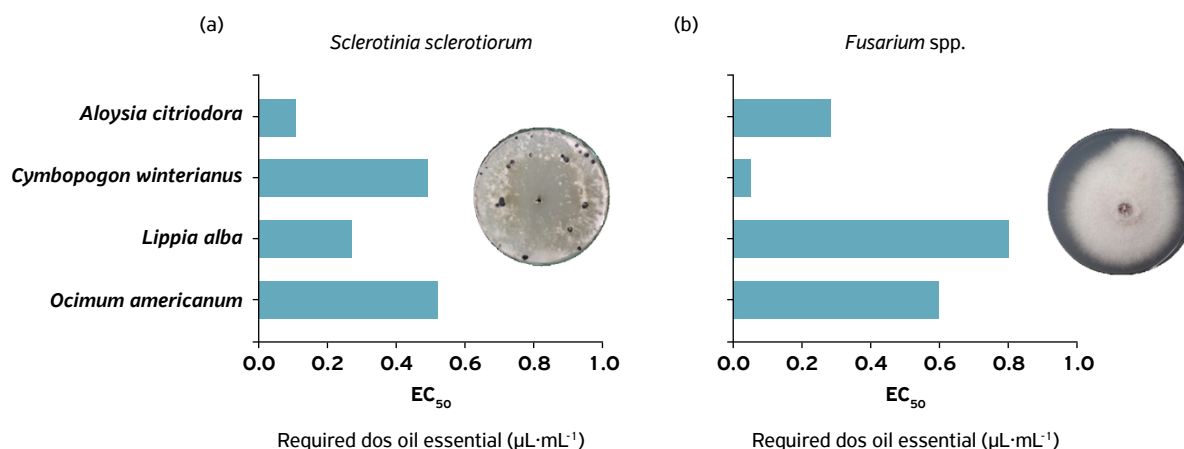 (a)
Sclerotinia sclerotiorum
Aloysia citriodora
Cymbopogon winterianus
Lippia alba
Ocimum americanum
0.0 0.2 0.4 0.6 0.8 1.0
EC₅₀
Required dos oil essential (µL·mL⁻¹)
(b)
Fusarium spp.
0.0 0.2 0.4 0.6 0.8 1.0
EC₅₀
Required dos oil essential (µL·mL⁻¹)